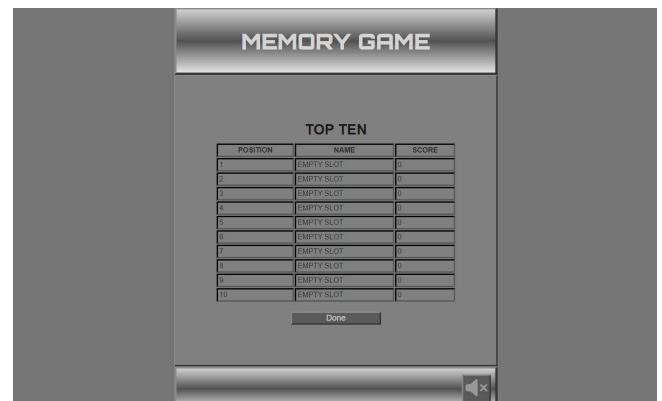 MEMORY GAME
TOP TEN
POSITION NAME SCORE
1 EMPTY SLOT 0
2 EMPTY SLOT 0
3 EMPTY SLOT 0
4 EMPTY SLOT 0
5 EMPTY SLOT 0
6 EMPTY SLOT 0
7 EMPTY SLOT 0
8 EMPTY SLOT 0
9 EMPTY SLOT 0
10 EMPTY SLOT 0
Done